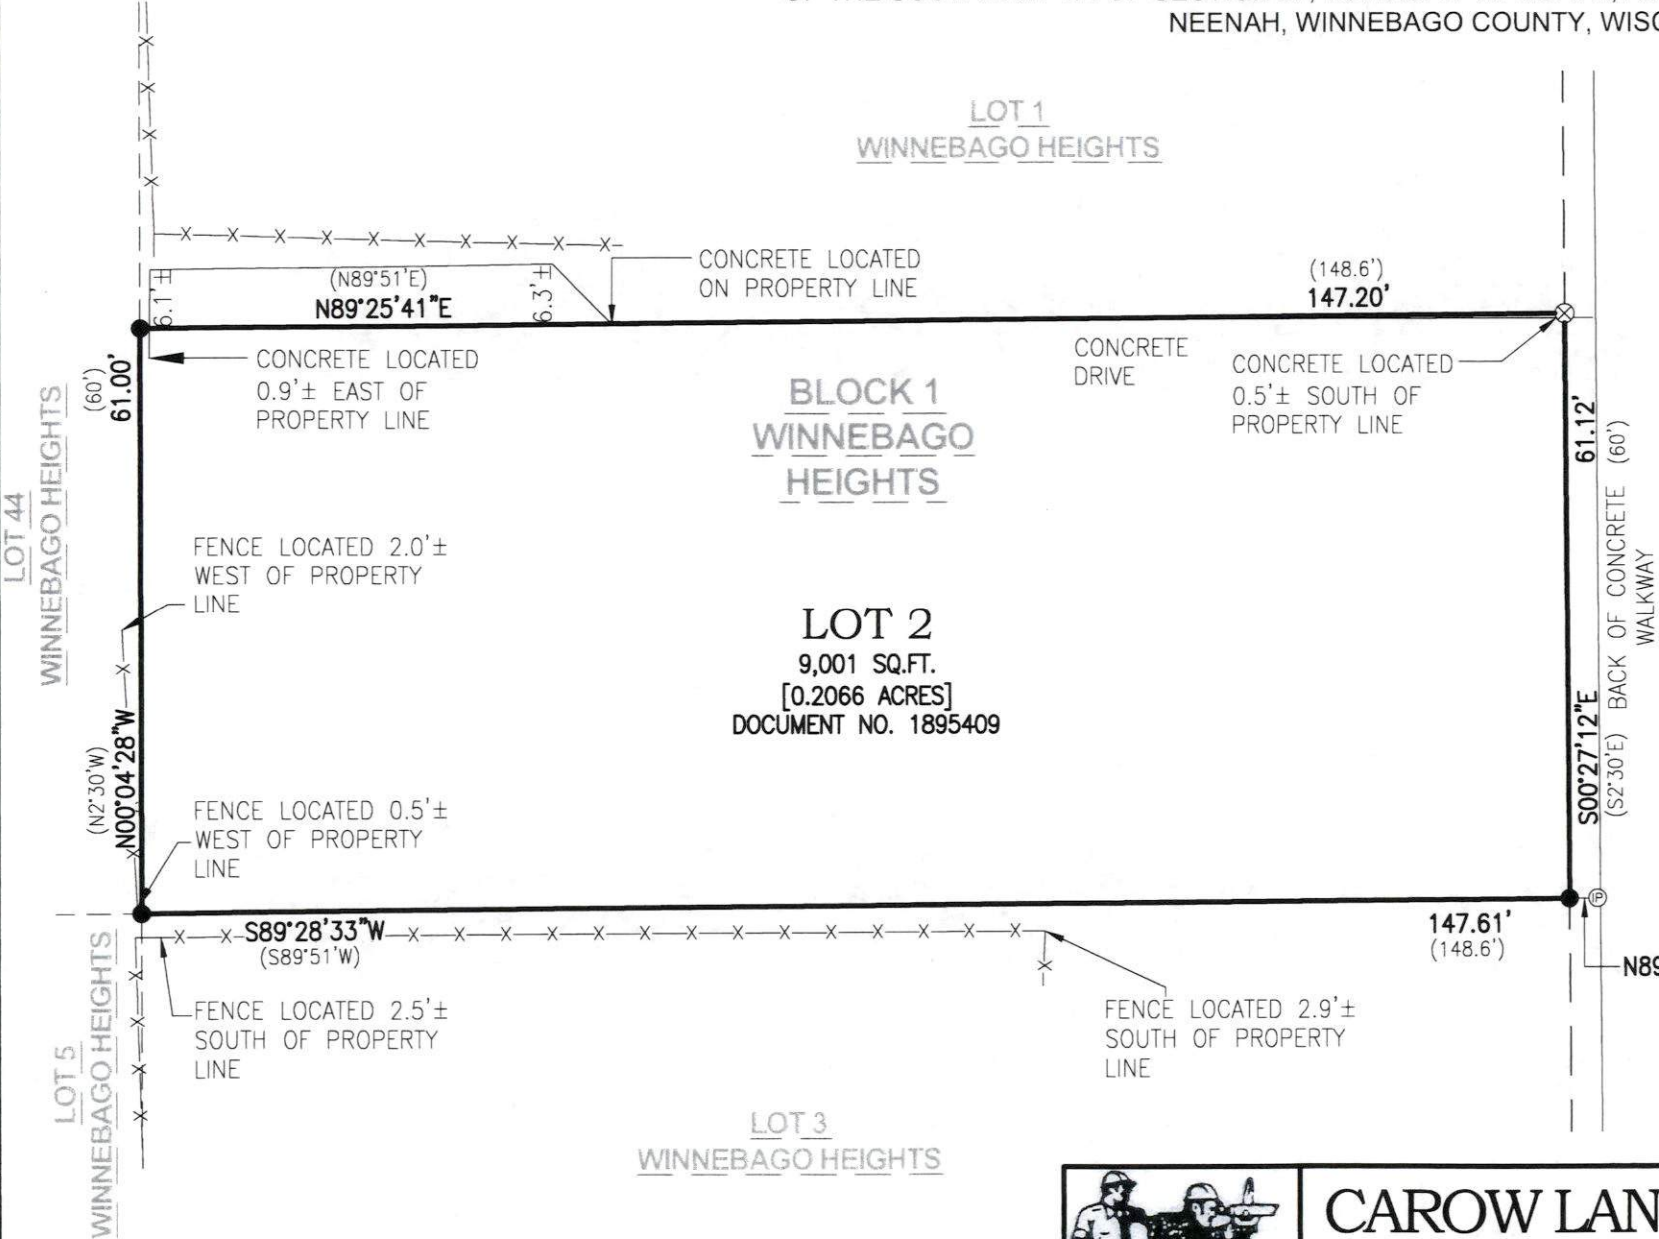 NEENAH, WINNEBAGO COUNTY,
LOT 1
WINNEBAGO HEIGHTS
CONCRETE LOCATED
ON PROPERTY LINE
(N89°51'E)
N89°25'41"E
6.1'±
6.3'±
(148.6')
147.20'
CONCRETE LOCATED
0.9'± EAST OF
PROPERTY LINE
CONCRETE
DRIVE
CONCRETE LOCATED
0.5'± SOUTH OF
PROPERTY LINE
(60')
61.00'
BLOCK 1
WINNEBAGO
HEIGHTS
61.12'
(60')
LOT 44
WINNEBAGO HEIGHTS
FENCE LOCATED 2.0'±
WEST OF PROPERTY
LINE
LOT 2
9,001 SQ.FT.
[0.2066 ACRES]
DOCUMENT NO. 1895409
BACK OF CONCRETE
WALKWAY
(N2°30'W)
N00°04'28"W
S00°27'12"E
(S2°30'E)
FENCE LOCATED 0.5'±
WEST OF PROPERTY
LINE
IP
S89°28'33"W
(S89°51'W)
147.61'
(148.6')
N89
FENCE LOCATED 2.5'±
SOUTH OF PROPERTY
LINE
FENCE LOCATED 2.9'±
SOUTH OF PROPERTY
LINE
LOT 5
WINNEBAGO HEIGHTS
LOT 3
WINNEBAGO HEIGHTS
CAROW LAN